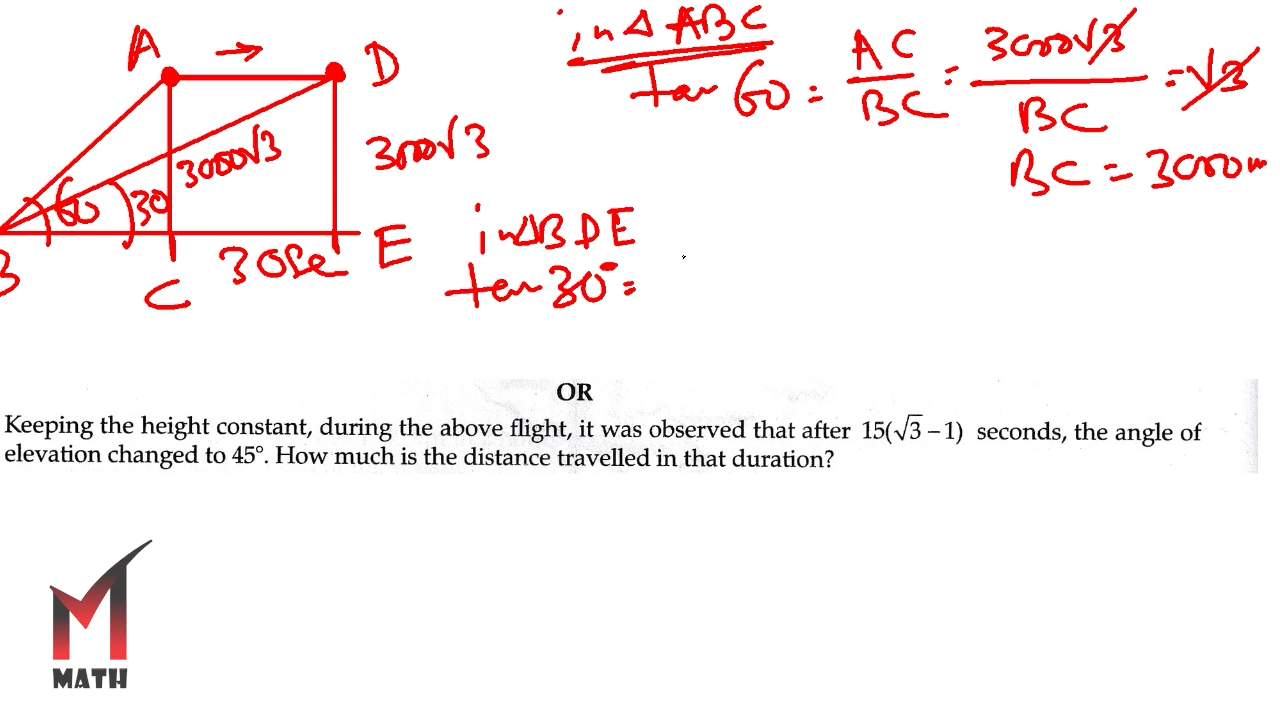 A → D
in Δ ABC
tan 60 = AC/BC = 3000√3/BC = √3
BC = 3000m
60 30 3000√3
3000√3
B C 30Se E
in ΔBDE
tan 30° =
OR
Keeping the height constant, during the above flight, it was observed that after 15(√3 – 1) seconds, the angle of
elevation changed to 45°. How much is the distance travelled in that duration?
M
MATH